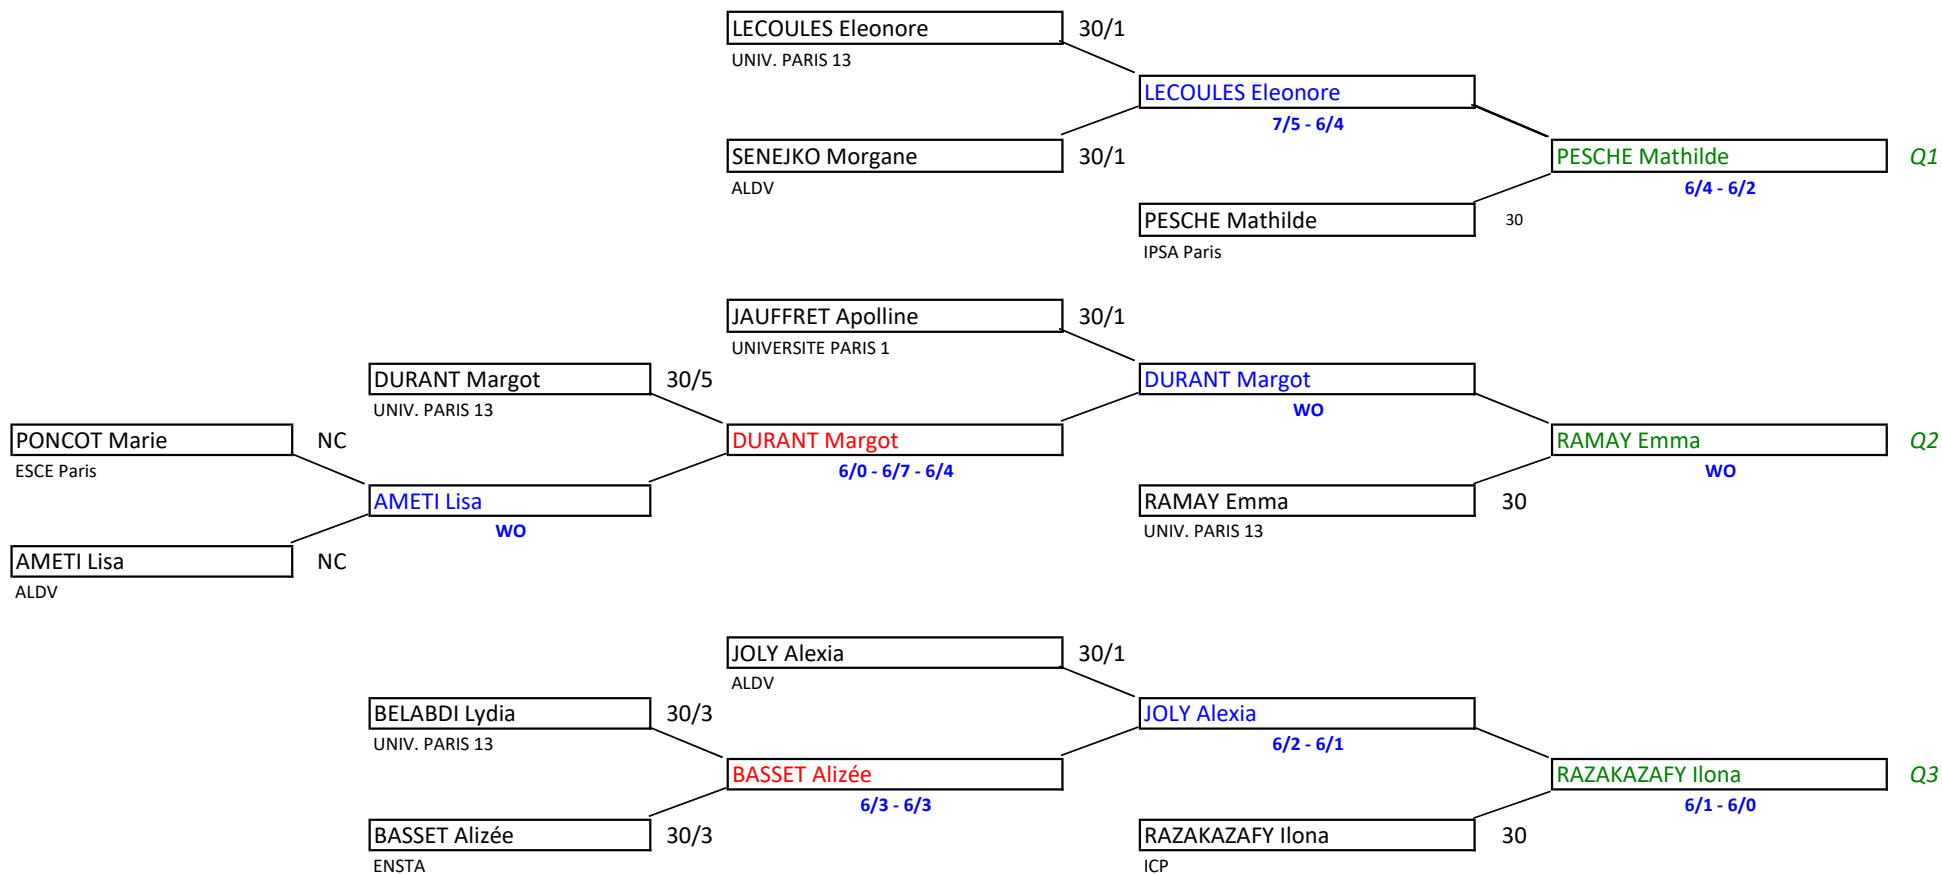 LECOULES Eleonore 30/1
UNIV. PARIS 13
LECOULES Eleonore
7/5 - 6/4
SENEJKO Morgane 30/1
ALDV
PESCHE Mathilde Q1
6/4 - 6/2
PESCHE Mathilde 30
IPSA Paris
JAUFFRET Apolline 30/1
UNIVERSITE PARIS 1
DURANT Margot 30/5
UNIV. PARIS 13
DURANT Margot
WO
PONCOT Marie NC
ESCE Paris
DURANT Margot
6/0 - 6/7 - 6/4
RAMAY Emma Q2
WO
AMETI Lisa
WO
RAMAY Emma 30
UNIV. PARIS 13
AMETI Lisa NC
ALDV
JOLY Alexia 30/1
ALDV
BELABDI Lydia 30/3
UNIV. PARIS 13
JOLY Alexia
6/2 - 6/1
BASSET Alizée
6/3 - 6/3
RAZAKAZAFY Ilona Q3
6/1 - 6/0
BASSET Alizée 30/3
ENSTA
RAZAKAZAFY Ilona 30
ICP